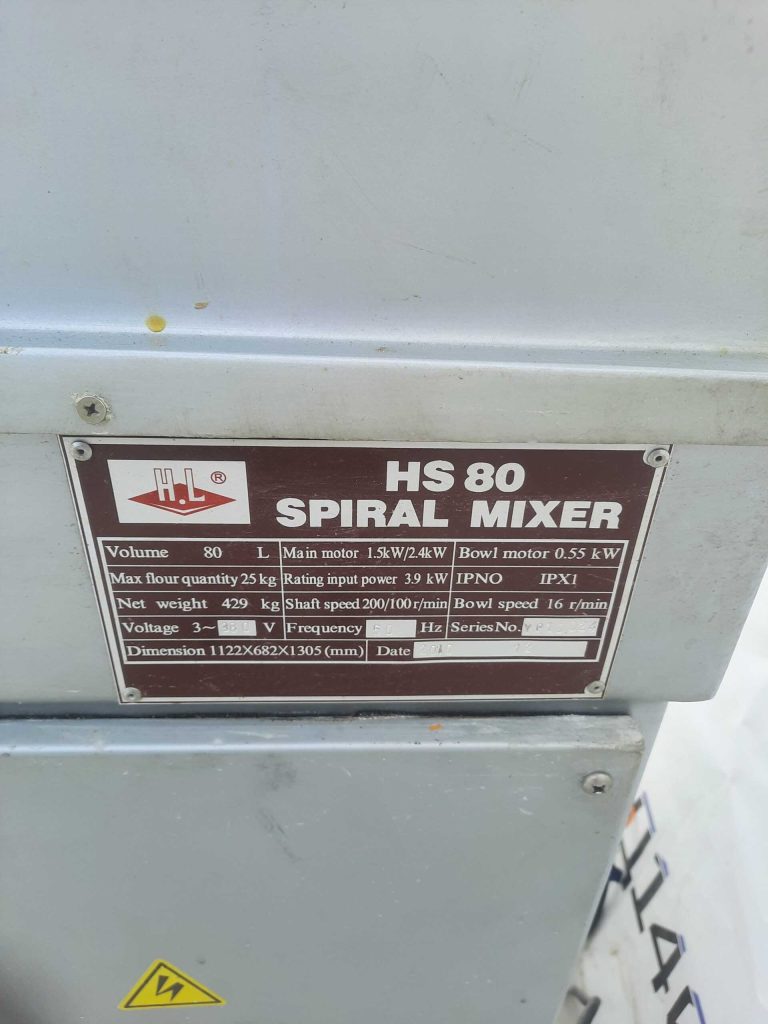 H.L ®
HS 80
SPIRAL MIXER
Volume 80 L Main motor 1.5kW/2.4kW Bowl motor 0.55 kW
Max flour quantity 25 kg Rating input power 3.9 kW IPNO IPX1
Net weight 429 kg Shaft speed 200/100 r/min Bowl speed 16 r/min
Voltage 3~ 380 V Frequency Hz Series No.
Dimension 1122X682X1305 (mm) Date